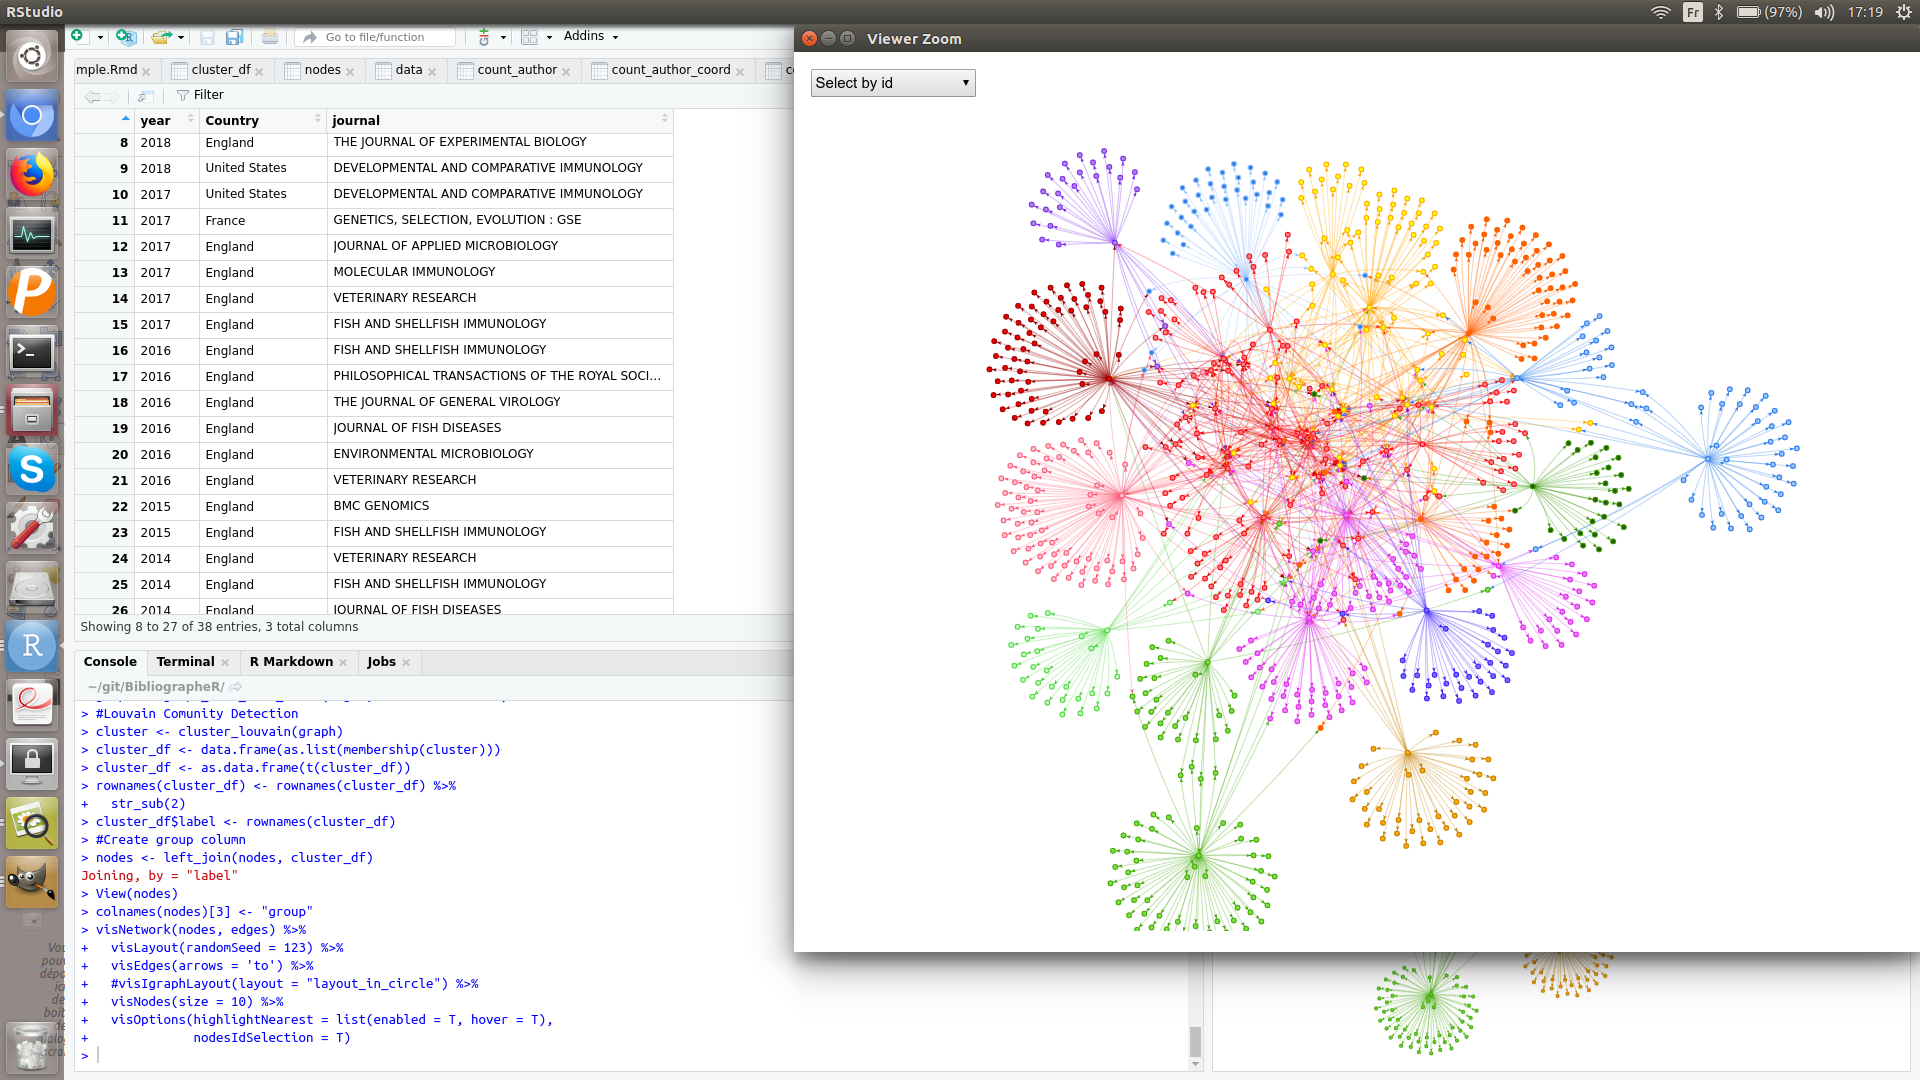 RStudio
Fr
(97%)
17:19
Go to file/function
Addins
Viewer Zoom
mple.Rmd
cluster_df
nodes
data
count_author
count_author_coord
Filter
Select by id
year Country journal
8 2018 England THE JOURNAL OF EXPERIMENTAL BIOLOGY
9 2018 United States DEVELOPMENTAL AND COMPARATIVE IMMUNOLOGY
10 2017 United States DEVELOPMENTAL AND COMPARATIVE IMMUNOLOGY
11 2017 France GENETICS, SELECTION, EVOLUTION : GSE
12 2017 England JOURNAL OF APPLIED MICROBIOLOGY
13 2017 England MOLECULAR IMMUNOLOGY
14 2017 England VETERINARY RESEARCH
15 2017 England FISH AND SHELLFISH IMMUNOLOGY
16 2016 England FISH AND SHELLFISH IMMUNOLOGY
17 2016 England PHILOSOPHICAL TRANSACTIONS OF THE ROYAL SOCI...
18 2016 England THE JOURNAL OF GENERAL VIROLOGY
19 2016 England JOURNAL OF FISH DISEASES
20 2016 England ENVIRONMENTAL MICROBIOLOGY
21 2016 England VETERINARY RESEARCH
22 2015 England BMC GENOMICS
23 2015 England FISH AND SHELLFISH IMMUNOLOGY
24 2014 England VETERINARY RESEARCH
25 2014 England FISH AND SHELLFISH IMMUNOLOGY
26 2014 England JOURNAL OF FISH DISEASES
Showing 8 to 27 of 38 entries, 3 total columns
Console Terminal R Markdown Jobs
~/git/BibliographeR/
> #Louvain Comunity Detection
> cluster <- cluster_louvain(graph)
> cluster_df <- data.frame(as.list(membership(cluster)))
> cluster_df <- as.data.frame(t(cluster_df))
> rownames(cluster_df) <- rownames(cluster_df) %>%
+   str_sub(2)
> cluster_df$label <- rownames(cluster_df)
> #Create group column
> nodes <- left_join(nodes, cluster_df)
Joining, by = "label"
> View(nodes)
> colnames(nodes)[3] <- "group"
> visNetwork(nodes, edges) %>%
+   visLayout(randomSeed = 123) %>%
+   visEdges(arrows = 'to') %>%
+   #visIgraphLayout(layout = "layout_in_circle") %>%
+   visNodes(size = 10) %>%
+   visOptions(highlightNearest = list(enabled = T, hover = T),
+              nodesIdSelection = T)
>